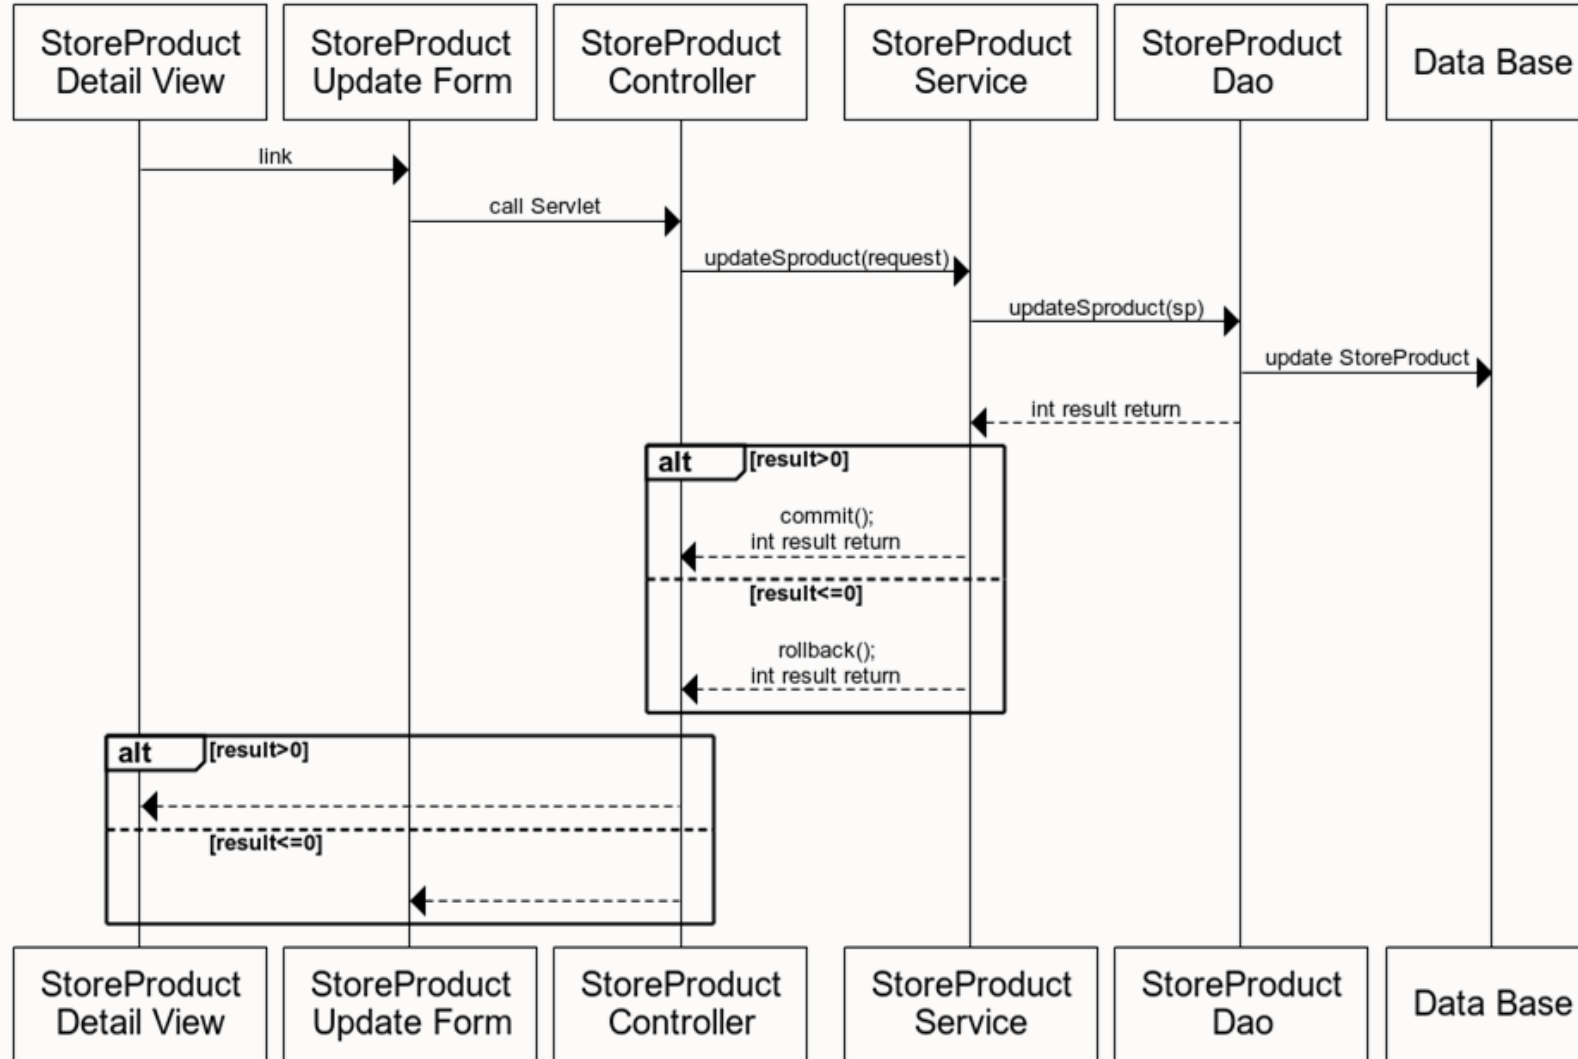 StoreProduct
Detail View
StoreProduct
Update Form
StoreProduct
Controller
StoreProduct
Service
StoreProduct
Dao
Data Base
link
call Servlet
updateSproduct(request)
updateSproduct(sp)
update StoreProduct
int result return
alt [result>0]
commit();
int result return
[result<=0]
rollback();
int result return
alt [result>0]
[result<=0]
StoreProduct
Detail View
StoreProduct
Update Form
StoreProduct
Controller
StoreProduct
Service
StoreProduct
Dao
Data Base